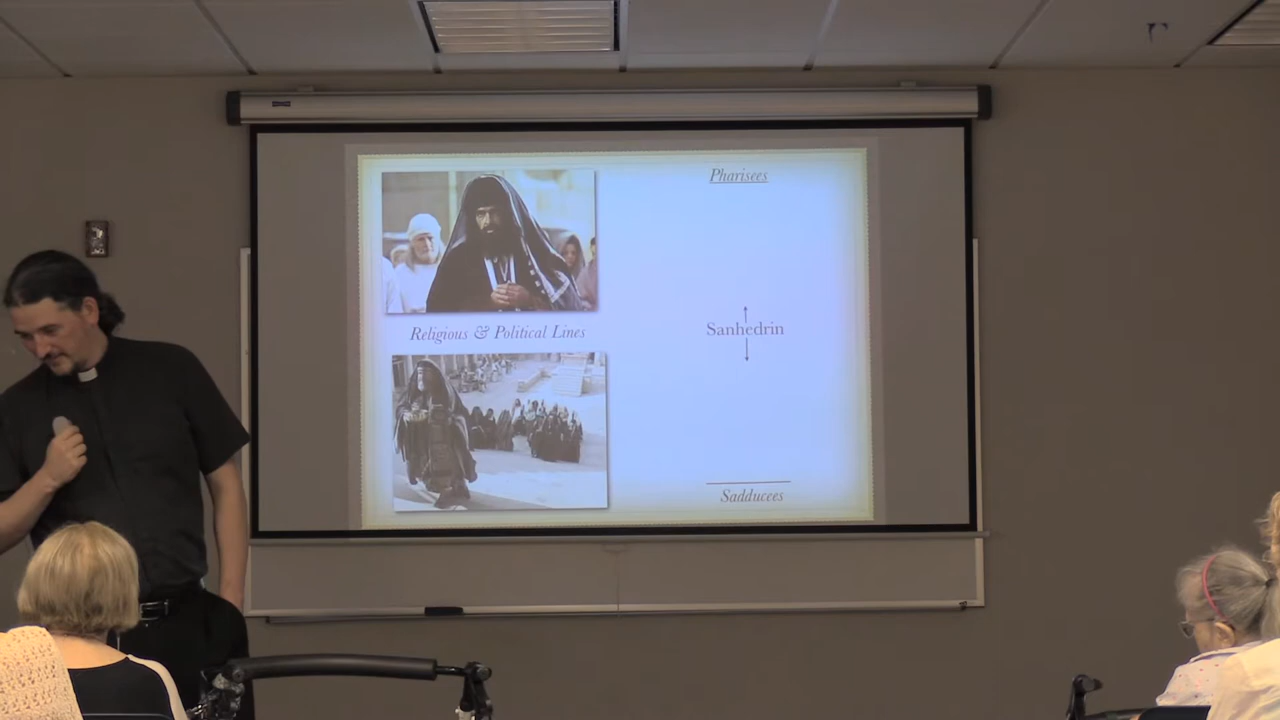 Pharisees
Religious & Political Lines
Sanhedrin
Sadducees